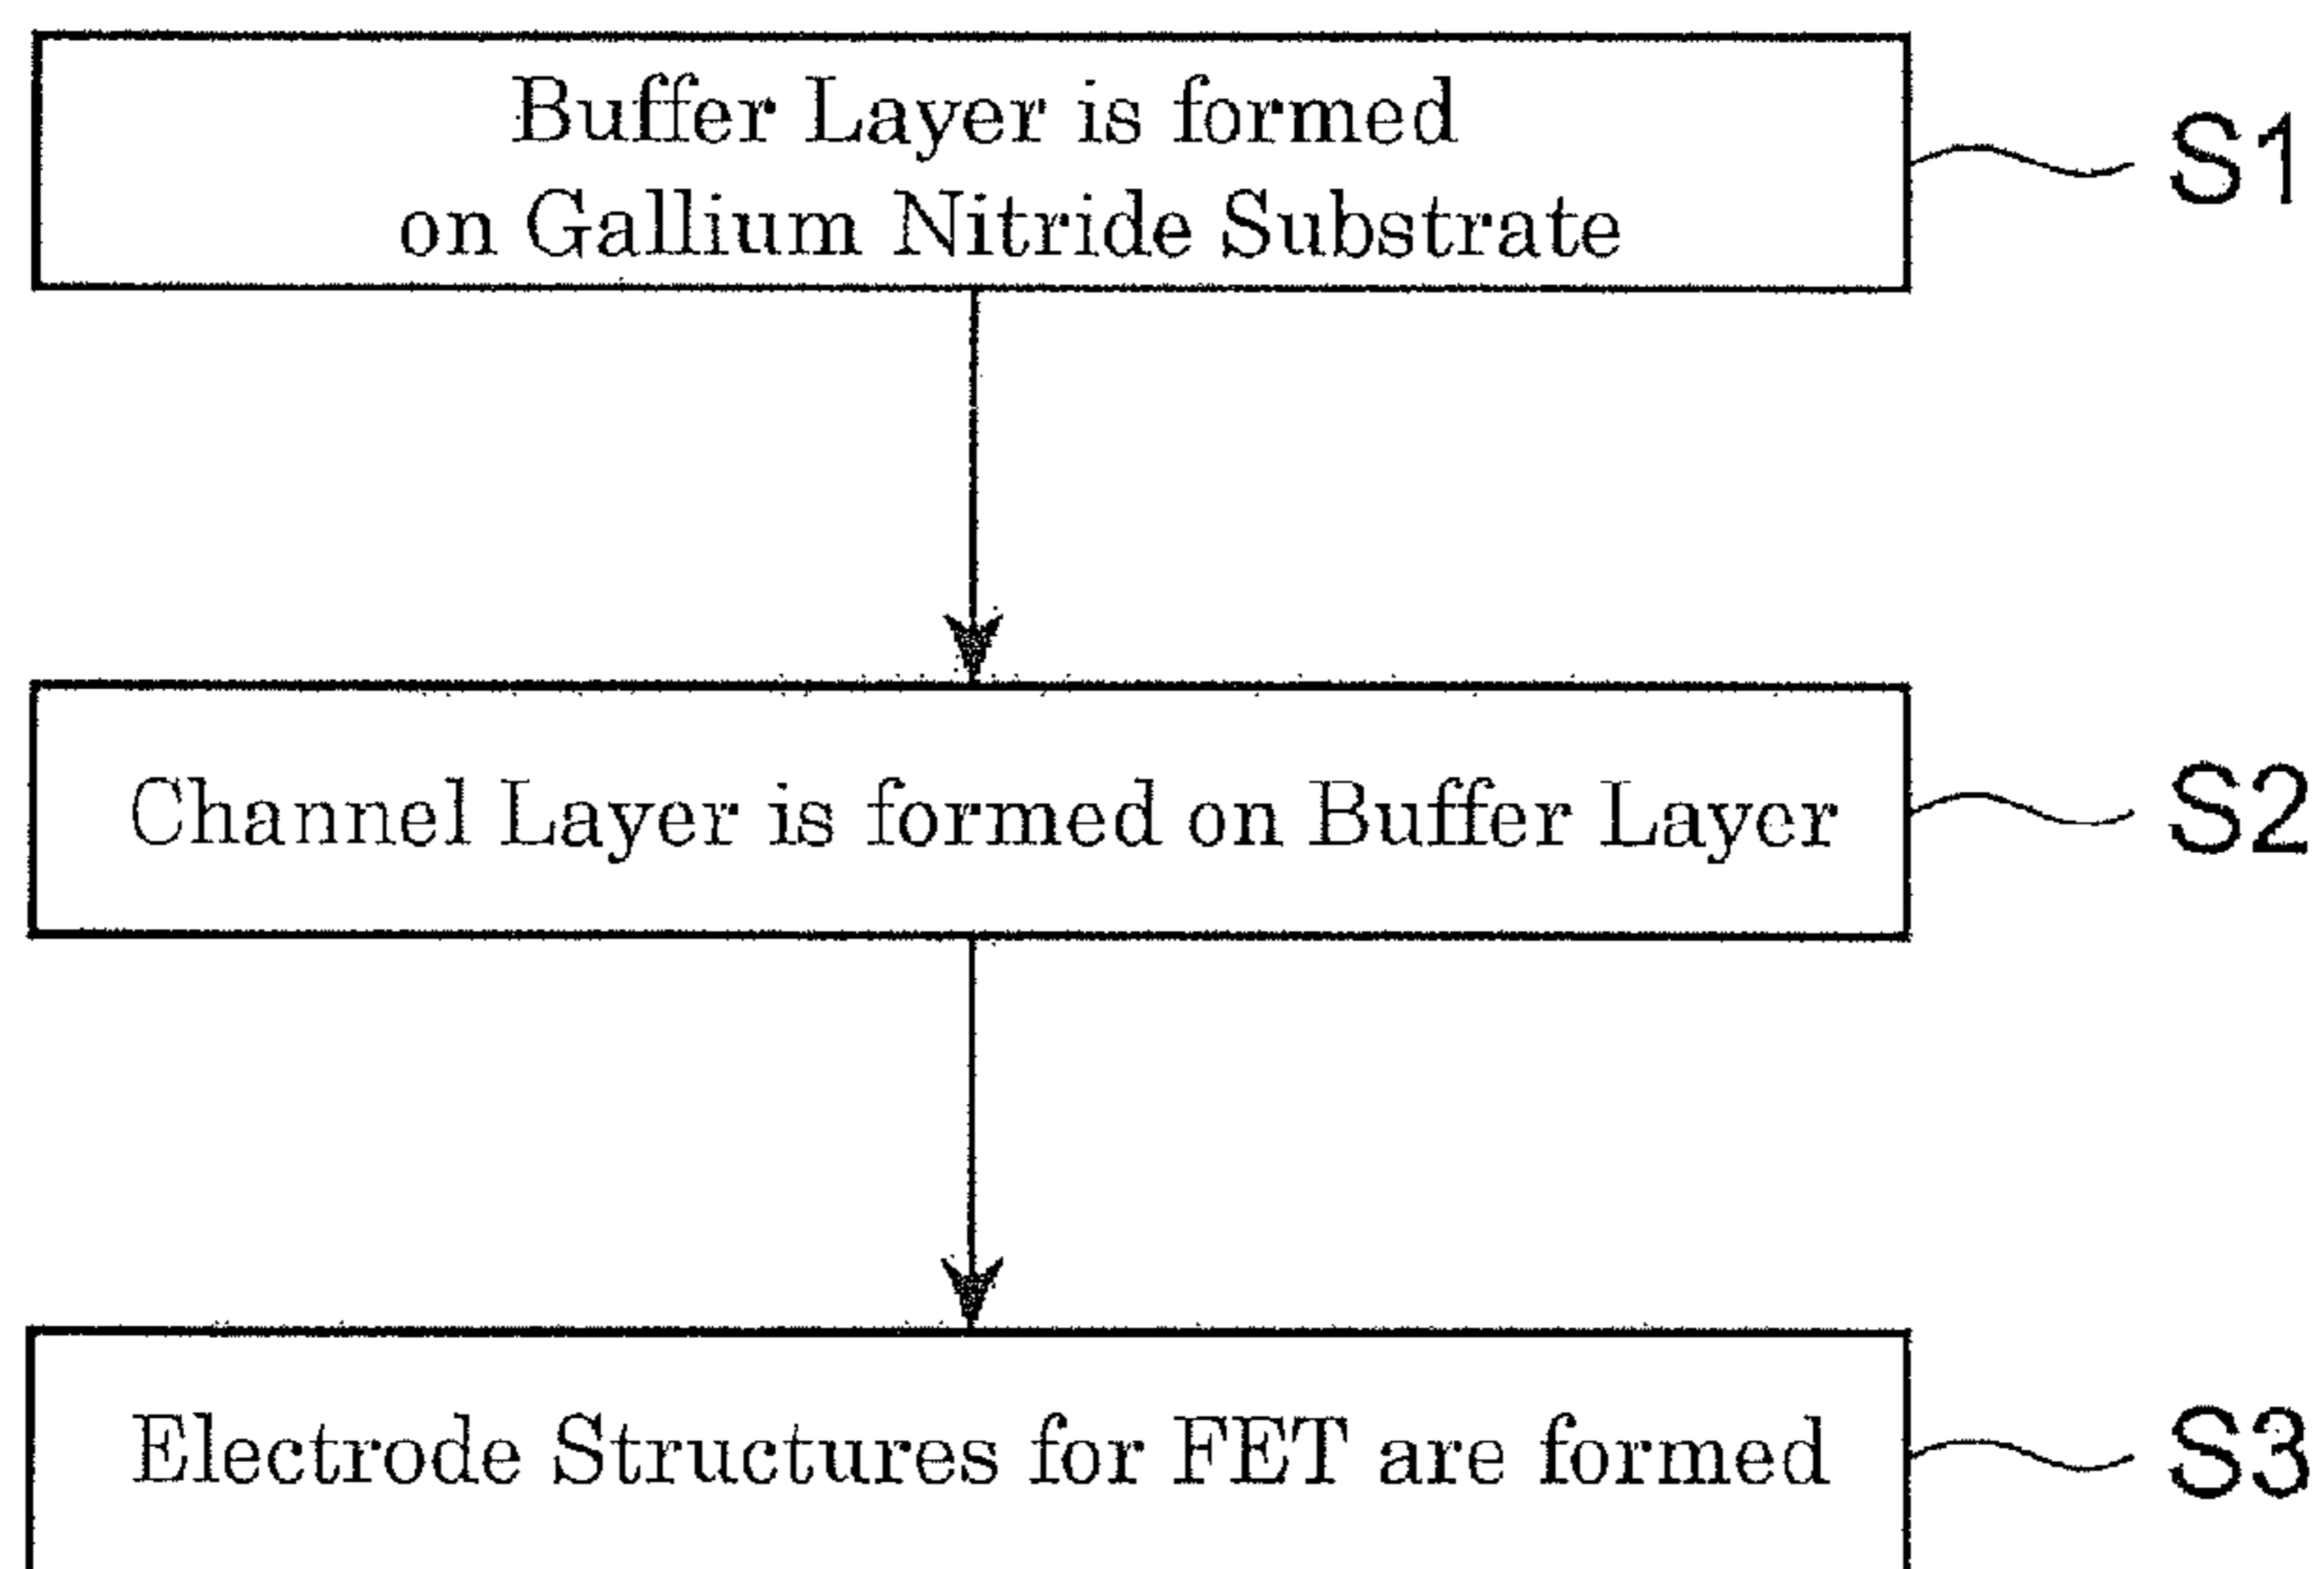 Buffer Layer is formed
on Gallium Nitride Substrate
S1
Channel Layer is formed on Buffer Layer
S2
Electrode Structures for FET are formed
S3